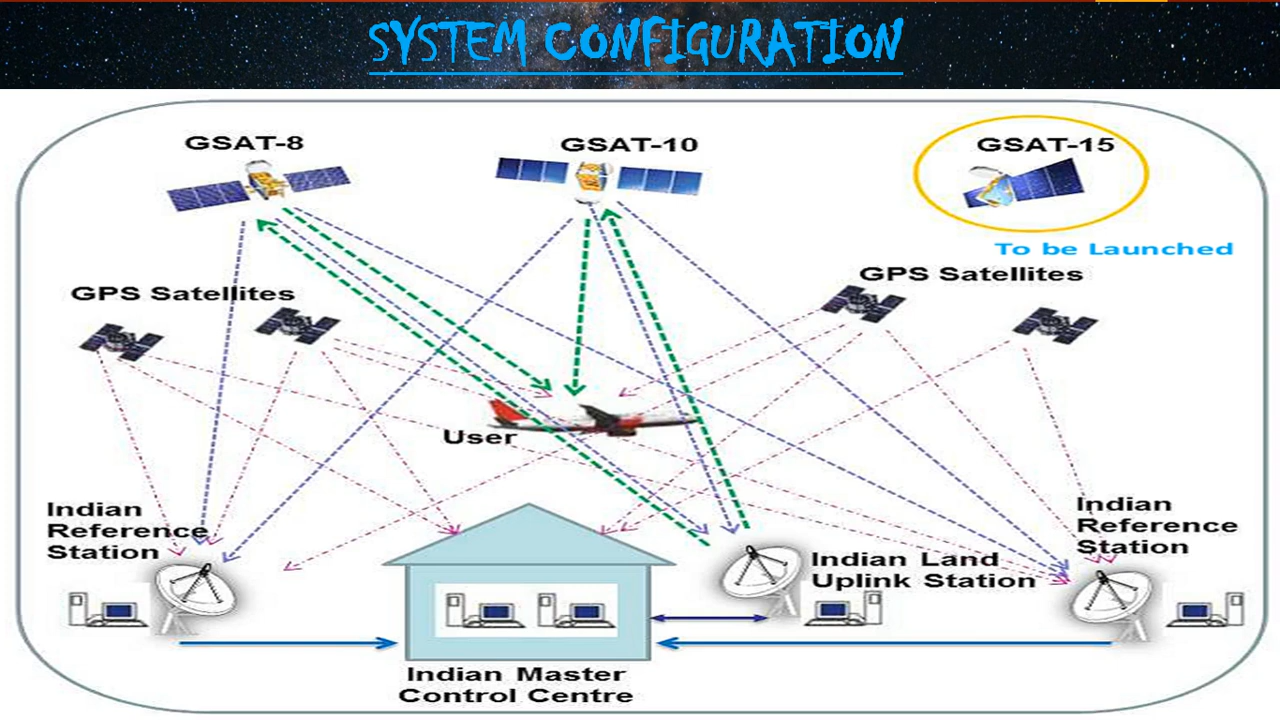 SYSTEM CONFIGURATION
GSAT-8
GSAT-10
GSAT-15
To be Launched
GPS Satellites
GPS Satellites
User
Indian
Reference
Station
Indian
Reference
Station
Indian Land
Uplink Station
Indian Master
Control Centre